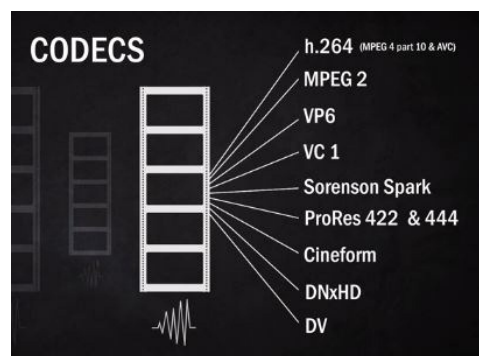 CODECS
h.264 (MPEG 4 part 10 & AVC)
MPEG 2
VP6
VC 1
Sorenson Spark
ProRes 422 & 444
Cineform
DNxHD
DV